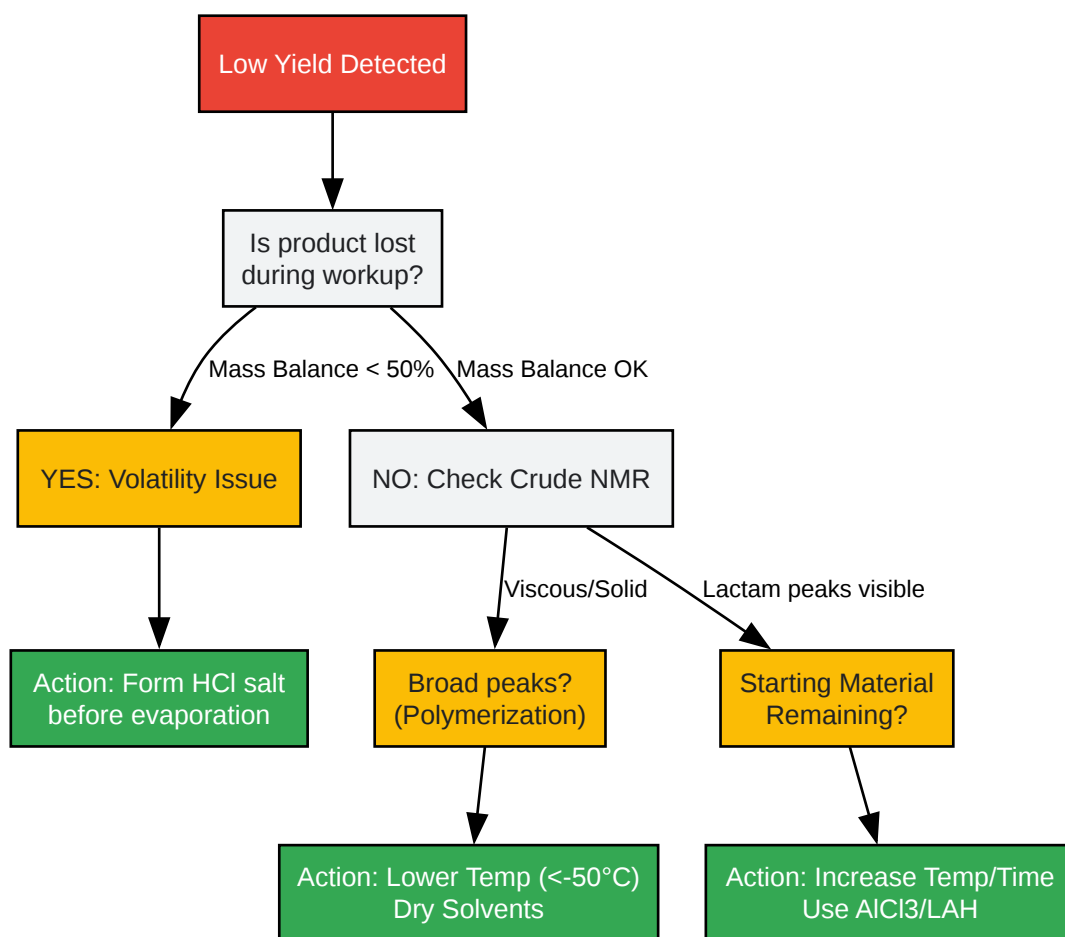 Low Yield Detected
Is product lost
during workup?
Mass Balance < 50%
Mass Balance OK
YES: Volatility Issue
NO: Check Crude NMR
Viscous/Solid
Lactam peaks visible
Action: Form HCl salt
before evaporation
Broad peaks?
(Polymerization)
Starting Material
Remaining?
Action: Lower Temp (<-50°C)
Dry Solvents
Action: Increase Temp/Time
Use AlCl3/LAH